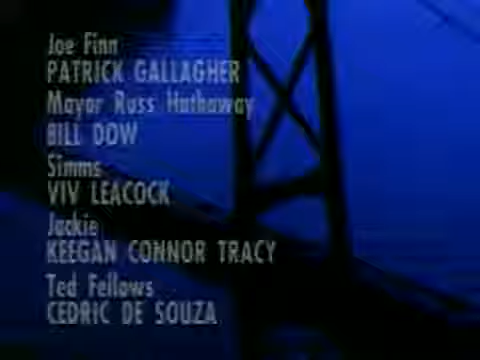 Joe Finn
PATRICK GALLAGHER
Mayor Russ Hathaway
BILL DOW
Simms
VIV LEACOCK
Jackie
KEEGAN CONNOR TRACY
Ted Fellows
CEDRIC DE SOUZA